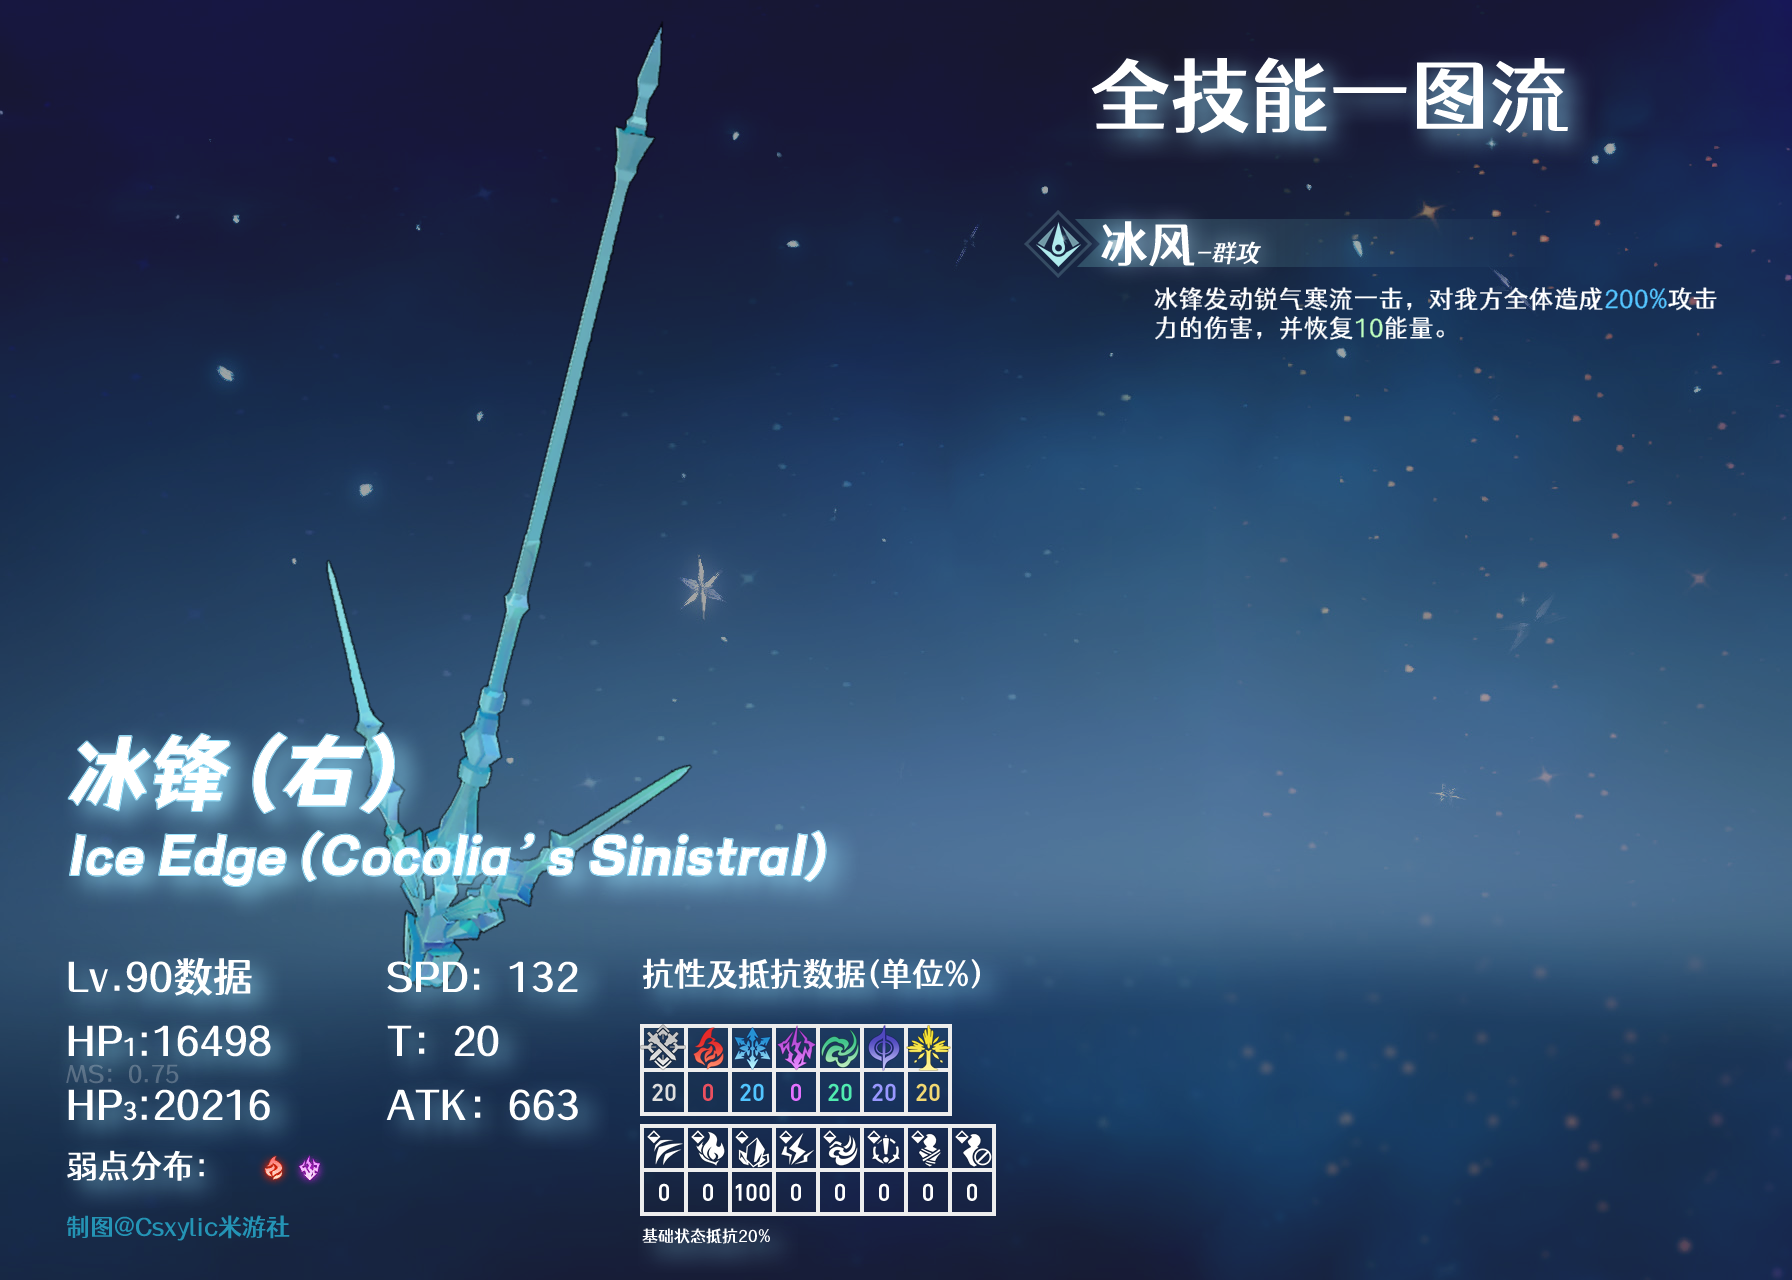 全技能一图流
冰风-群攻
冰锋发动锐气寒流一击，对我方全体造成200%攻击
力的伤害，并恢复10能量。
冰锋（右）
Ice Edge (Cocolia’s Sinistral)
Lv.90数据
SPD：132
抗性及抵抗数据(单位%)
HP1:16498
T：20
MS：0.75
HP3:20216
ATK：663
20 0 20 0 20 20 20
弱点分布：
0 0 100 0 0 0 0 0
制图@Csxylic米游社
基础状态抵抗20%